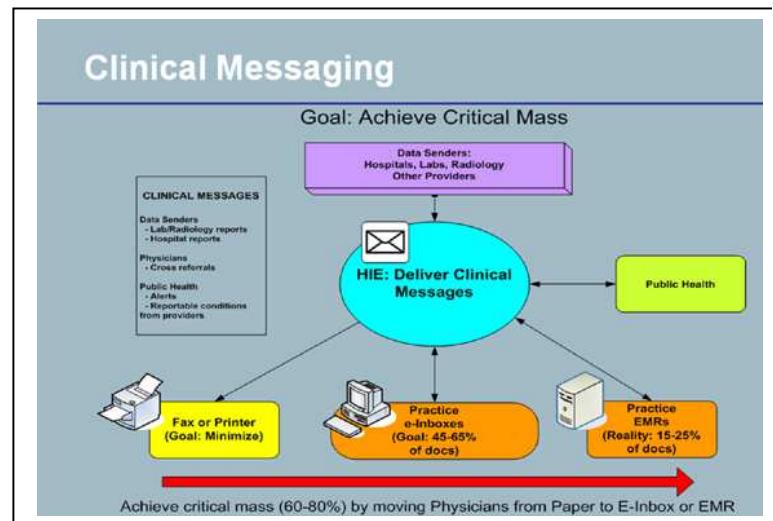 Clinical Messaging
Goal: Achieve Critical Mass
Data Senders:
Hospitals, Labs, Radiology
Other Providers
CLINICAL MESSAGES
Data Senders
- Lab/Radiology reports
- Hospital reports
Physicians
- Cross referrals
Public Health
- Alerts
- Reportable conditions
from providers
HIE: Deliver Clinical
Messages
Public Health
Fax or Printer
(Goal: Minimize)
Practice
e-Inboxes
(Goal: 45-65%
of docs)
Practice
EMRs
(Reality: 15-25%
of docs)
Achieve critical mass (60-80%) by moving Physicians from Paper to E-Inbox or EMR